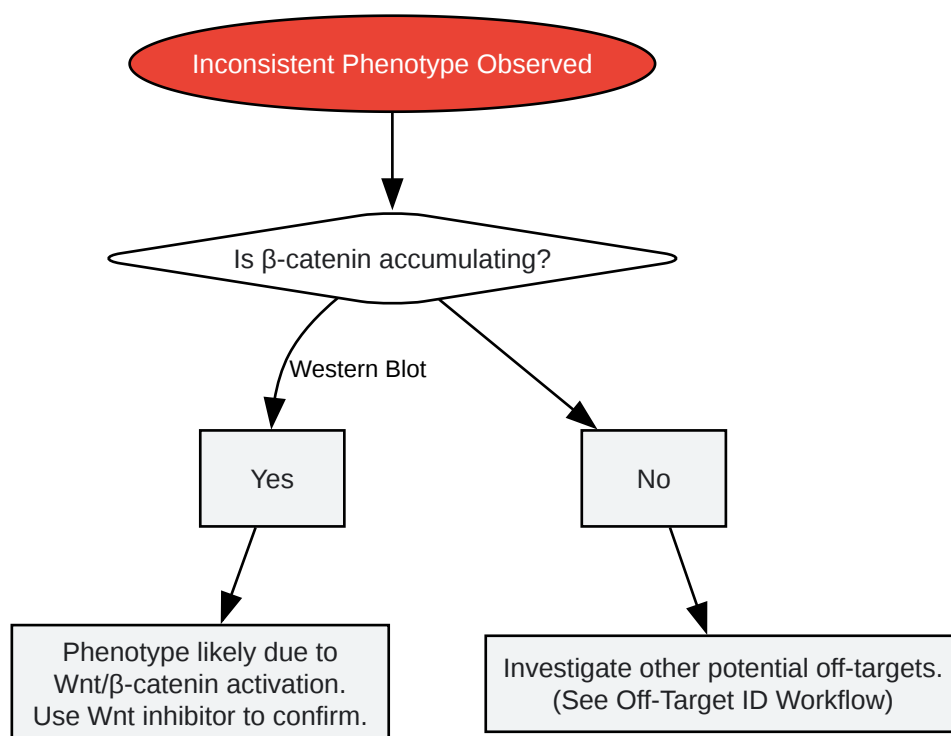 Inconsistent Phenotype Observed
Is β-catenin accumulating?
Western Blot
Yes
No
Phenotype likely due to
Wnt/β-catenin activation.
Use Wnt inhibitor to confirm.
Investigate other potential off-targets.
(See Off-Target ID Workflow)